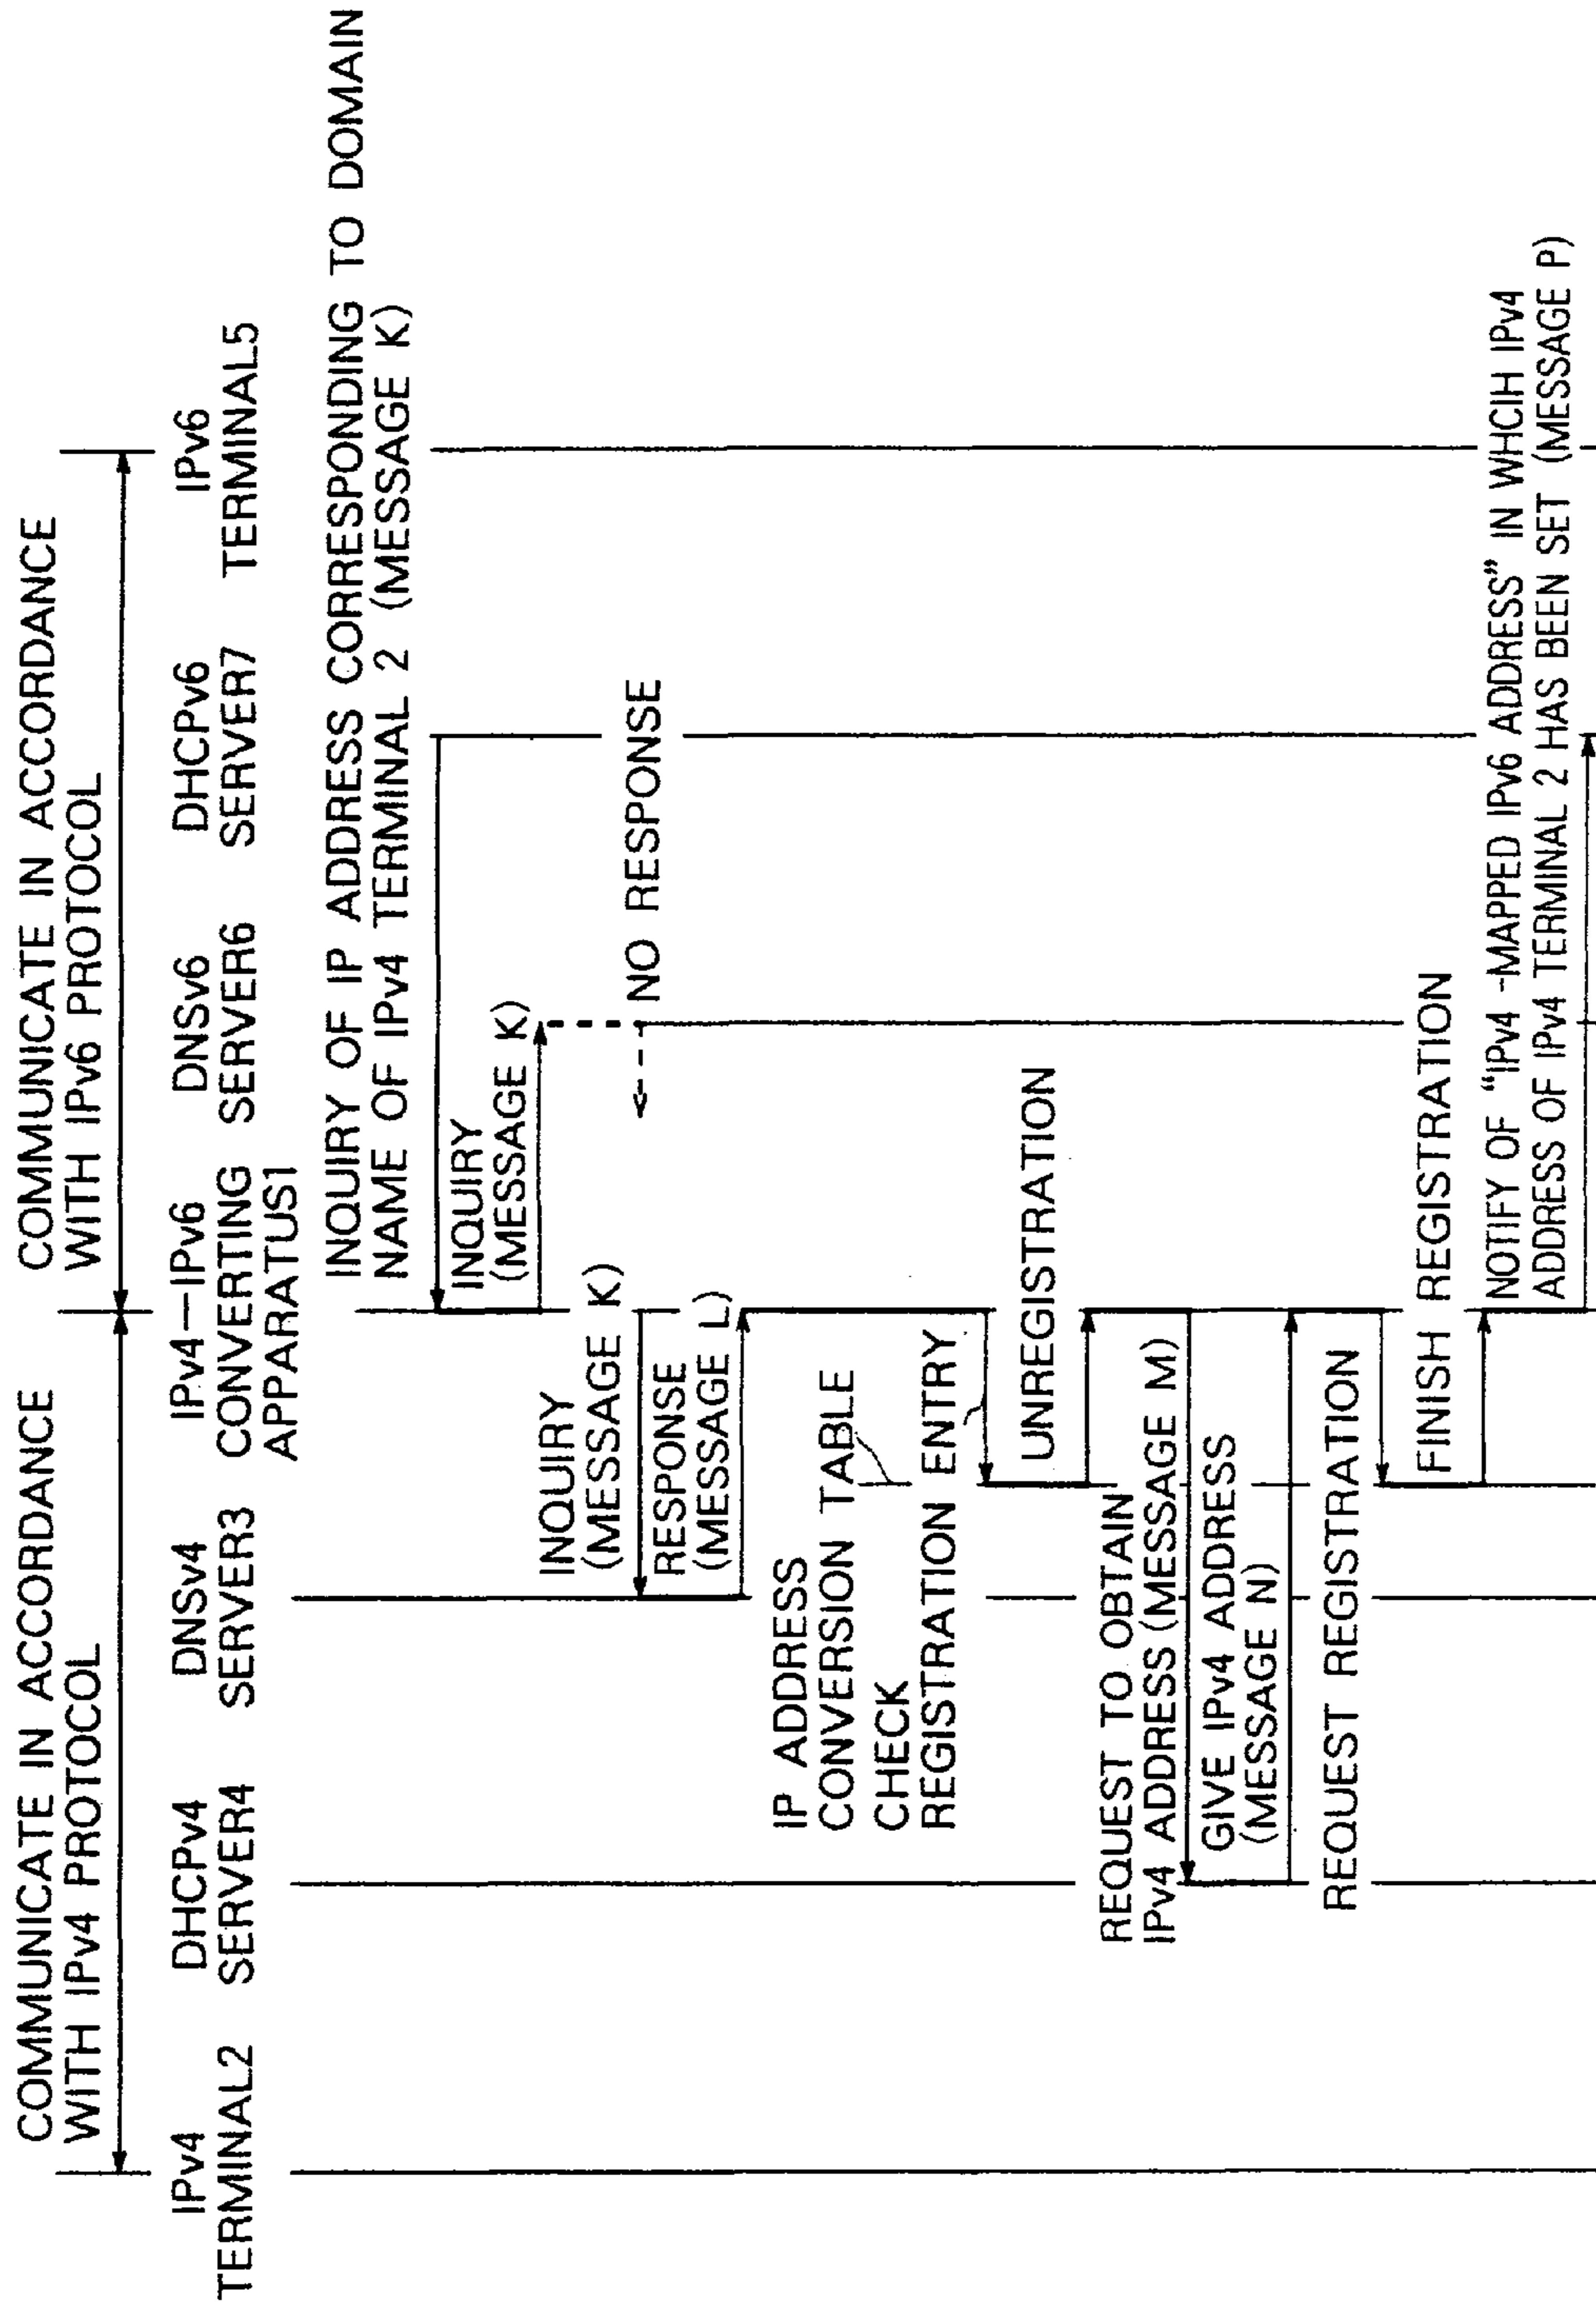 COMMUNICATE IN ACCORDANCE
WITH IPv4 PROTOCOL
COMMUNICATE IN ACCORDANCE
WITH IPv6 PROTOCOL
IPv4
TERMINAL2
DHCPv4
SERVER4
DNSv4
SERVER3
IPv4—IPv6
CONVERTING
APPARATUS1
DNSv6
SERVER6
DHCPv6
SERVER7
IPv6
TERMINAL5
INQUIRY OF IP ADDRESS CORRESPONDING TO DOMAIN
NAME OF IPv4 TERMINAL 2 (MESSAGE K)
INQUIRY
(MESSAGE K)
NO RESPONSE
INQUIRY
(MESSAGE K)
RESPONSE
(MESSAGE L)
IP ADDRESS
CONVERSION TABLE
CHECK
REGISTRATION ENTRY
UNREGISTRATION
REQUEST TO OBTAIN
IPv4 ADDRESS (MESSAGE M)
GIVE IPv4 ADDRESS
(MESSAGE N)
REQUEST REGISTRATION
FINISH REGISTRATION
NOTIFY OF "IPv4 -MAPPED IPv6 ADDRESS" IN WHCIH IPv4
ADDRESS OF IPv4 TERMINAL 2 HAS BEEN SET (MESSAGE P)